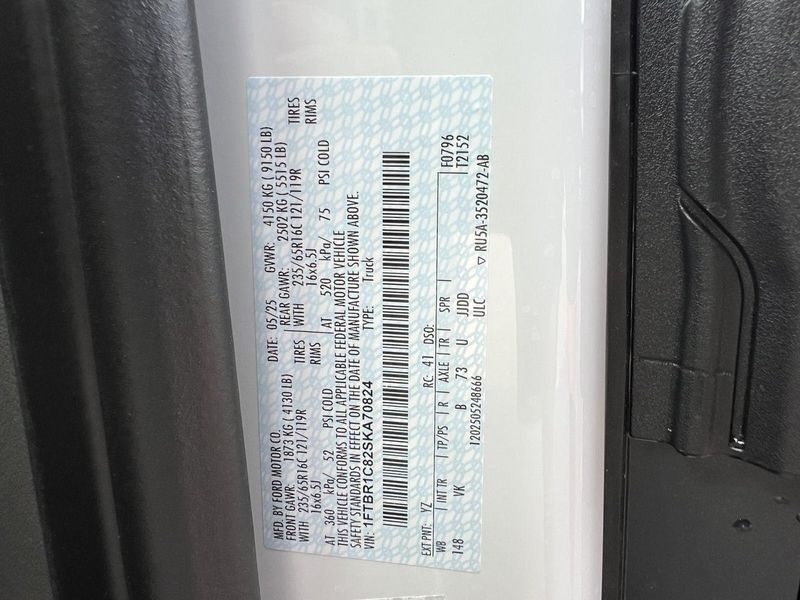 MFD. BY FORD MOTOR CO.
DATE: 05/25 GVWR: 4150 KG ( 9150 LB)
FRONT GAWR: 1873 KG ( 4130 LB) REAR GAWR: 2502 KG ( 5515 LB)
WITH 235/65R16C 121/119R TIRES WITH 235/65R16C 121/119R TIRES
16x6.5J RIMS 16x6.5J RIMS
AT 360 kPa/ 52 PSI COLD AT 520 kPa/ 75 PSI COLD
THIS VEHICLE CONFORMS TO ALL APPLICABLE FEDERAL MOTOR VEHICLE
SAFETY STANDARDS IN EFFECT ON THE DATE OF MANUFACTURE SHOWN ABOVE.
VIN: 1FTBR1C82SKA70824 TYPE: Truck
EXT PNT: YZ RC: 41 DSO: F0796
WB INT TR TP/PS R AXLE TR SPR T2152
148 VK B 73 U JJDD
1202505248666 ULC
▽ RU5A-3520472-AB